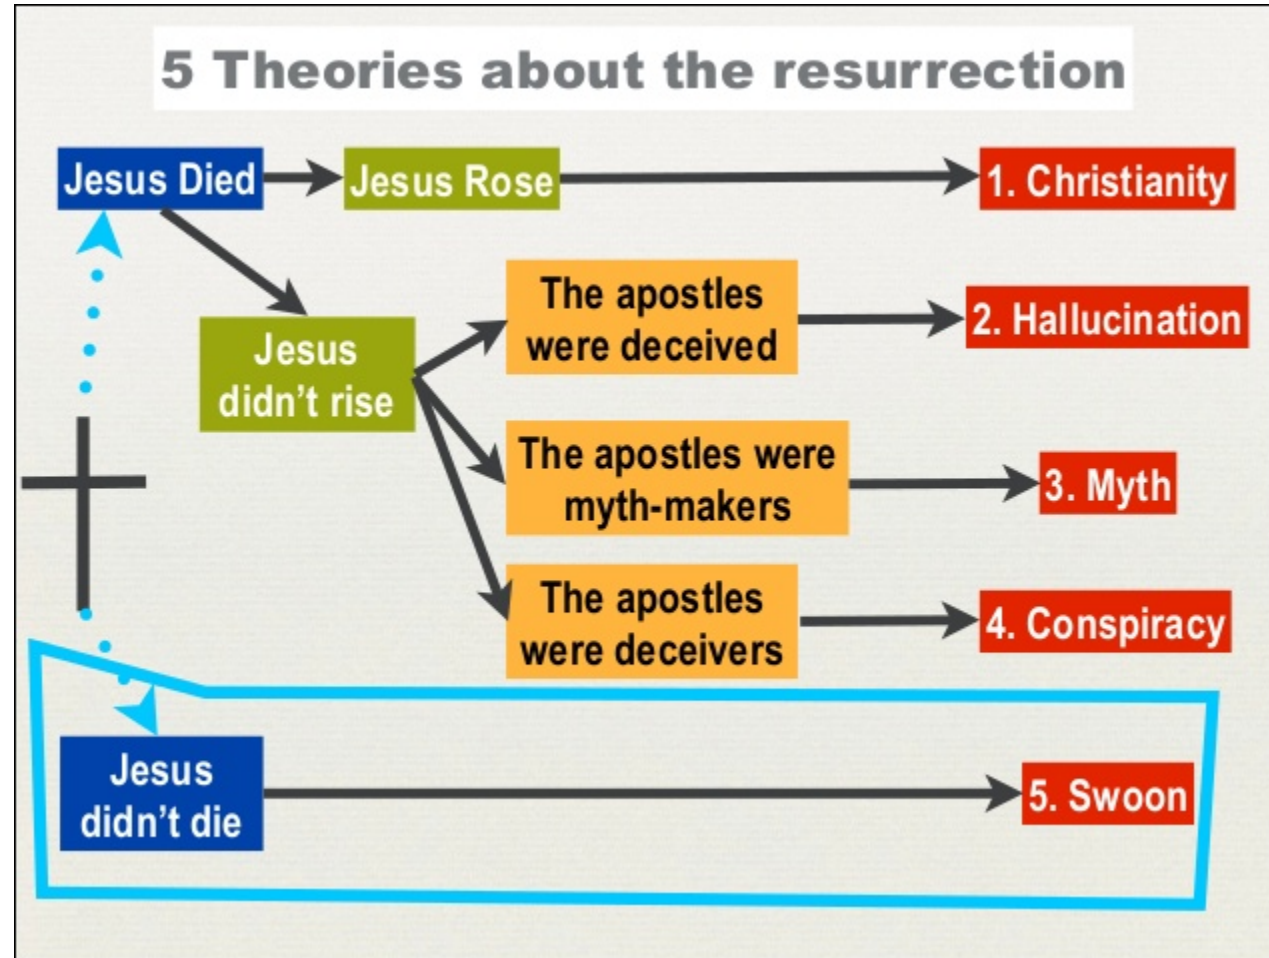 5 Theories about the resurrection
Jesus Died
Jesus Rose
1. Christianity
Jesus
didn't rise
The apostles
were deceived
2. Hallucination
The apostles were
myth-makers
3. Myth
The apostles
were deceivers
4. Conspiracy
Jesus
didn't die
5. Swoon